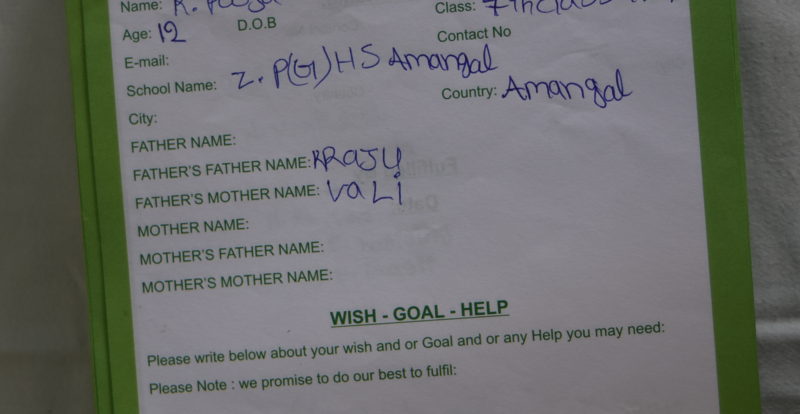 Name: K. Pooja Class: 7th class
Age: 12 D.O.B Contact No
E-mail:
School Name: Z. P(G)HS Amangal
City: Country: Amangal
FATHER NAME:
FATHER'S FATHER NAME: RRAJU
FATHER'S MOTHER NAME: VALI
MOTHER NAME:
MOTHER'S FATHER NAME:
MOTHER'S MOTHER NAME:
WISH - GOAL - HELP
Please write below about your wish and or Goal and or any Help you may need:
Please Note : we promise to do our best to fulfil: